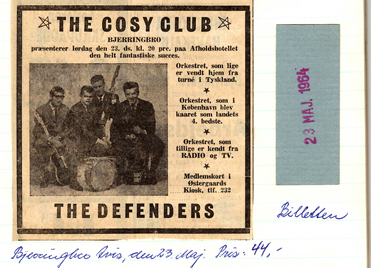 THE COSY CLUB
BJERRINGBRO
præsenterer lørdag den 23. ds. kl. 20 prc. paa Afholdshotellet
den helt fantastiske succes.
Orkestret, som lige
er vendt hjem fra
turné i Tyskland.
Orkestret, som i
København blev
kaaret som landets
4. bedste.
Orkestret, som
tillige er kendt fra
RADIO og TV.
Medlemskort i
Østergaards
Kiosk, tlf. 232
THE DEFENDERS
23 MAJ. 1964
Billetten
Bjerringbro Avis, den 23. Maj. Pris: 44,-